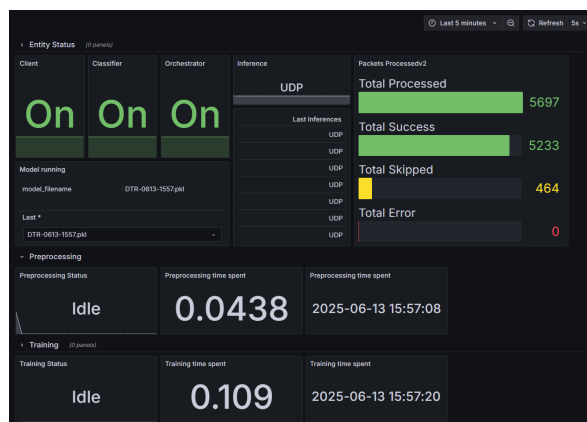 Last 5 minutes
Refresh 5s
Entity Status (0 panels)
Client
On
Classifier
On
Orchestrator
On
Inference
UDP
Last Inferences
UDP
UDP
UDP
UDP
UDP
UDP
UDP
Packets Processedv2
Total Processed
5697
Total Success
5233
Total Skipped
464
Total Error
0
Model running
model_filename DTR-0613-1557.pkl
Last *
DTR-0613-1557.pkl
Preprocessing
Preprocessing Status
Idle
Preprocessing time spent
0.0438
Preprocessing time spent
2025-06-13 15:57:08
Training (0 panels)
Training Status
Idle
Training time spent
0.109
Training time spent
2025-06-13 15:57:20